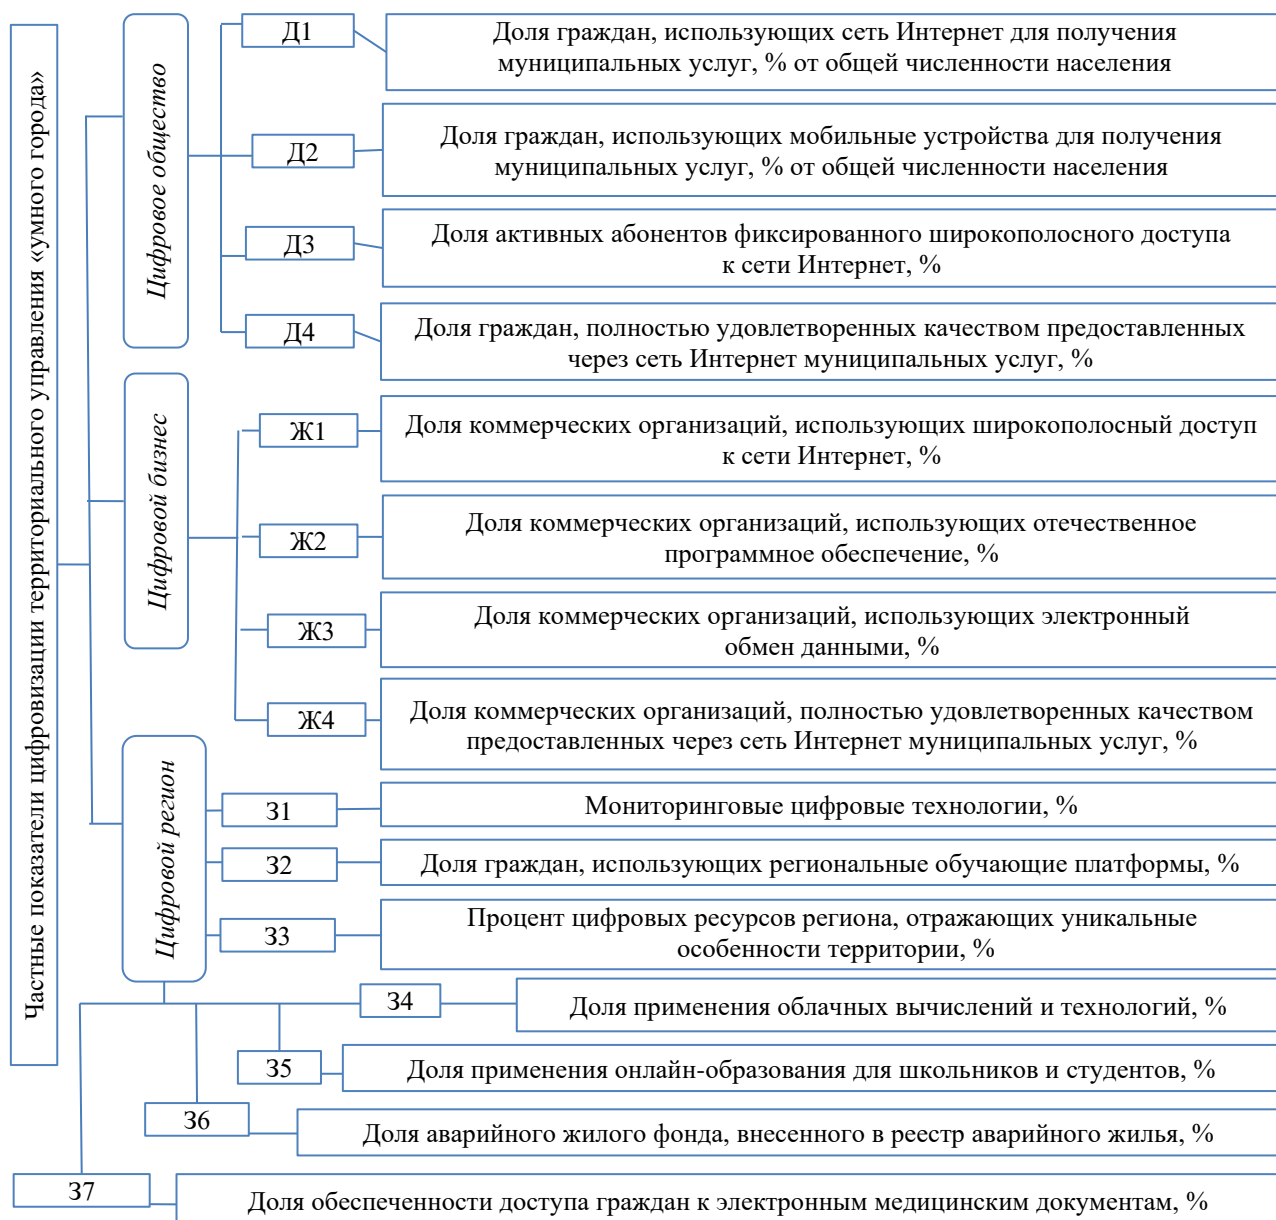 Частные показатели цифровизации территориального управления «умного города»
Цифровое общество
Д1
Доля граждан, использующих сеть Интернет для получения
муниципальных услуг, % от общей численности населения
Д2
Доля граждан, использующих мобильные устройства для получения
муниципальных услуг, % от общей численности населения
Д3
Доля активных абонентов фиксированного широкополосного доступа
к сети Интернет, %
Д4
Доля граждан, полностью удовлетворенных качеством предоставленных
через сеть Интернет муниципальных услуг, %
Цифровой бизнес
Ж1
Доля коммерческих организаций, использующих широкополосный доступ
к сети Интернет, %
Ж2
Доля коммерческих организаций, использующих отечественное
программное обеспечение, %
Ж3
Доля коммерческих организаций, использующих электронный
обмен данными, %
Ж4
Доля коммерческих организаций, полностью удовлетворенных качеством
предоставленных через сеть Интернет муниципальных услуг, %
Цифровой регион
З1
Мониторинговые цифровые технологии, %
З2
Доля граждан, использующих региональные обучающие платформы, %
З3
Процент цифровых ресурсов региона, отражающих уникальные
особенности территории, %
З4
Доля применения облачных вычислений и технологий, %
З5
Доля применения онлайн-образования для школьников и студентов, %
З6
Доля аварийного жилого фонда, внесенного в реестр аварийного жилья, %
З7
Доля обеспеченности доступа граждан к электронным медицинским документам, %